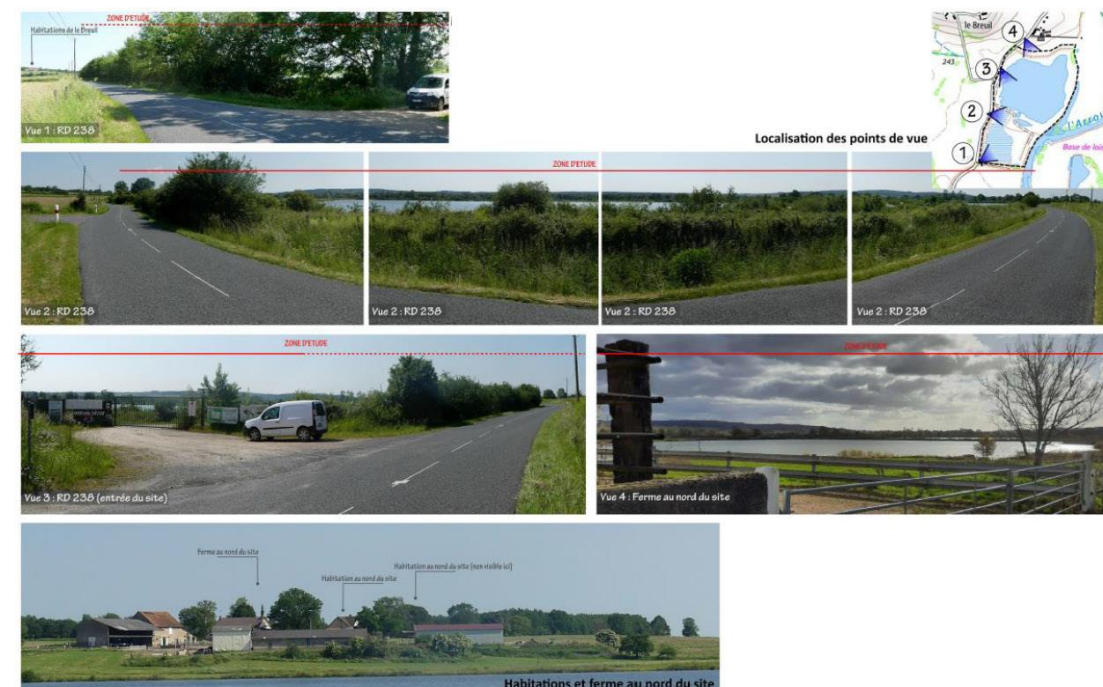 ZONE D'ETUDE
Habitations de le Breuil
Vue 1 : RD 238
le Breuil
4
243
3
2
1
l'Arrou
Base de lois
Localisation des points de vue
ZONE D'ETUDE
Vue 2 : RD 238
Vue 2 : RD 238
Vue 2 : RD 238
Vue 2 : RD 238
ZONE D'ETUDE
Vue 3 : RD 238 (entrée du site)
ZONE D'ETUDE
Vue 4 : Ferme au nord du site
Ferme au nord du site
Habitation au nord du site
Habitation au nord du site (non visible ici)
Habitations et ferme au nord du site